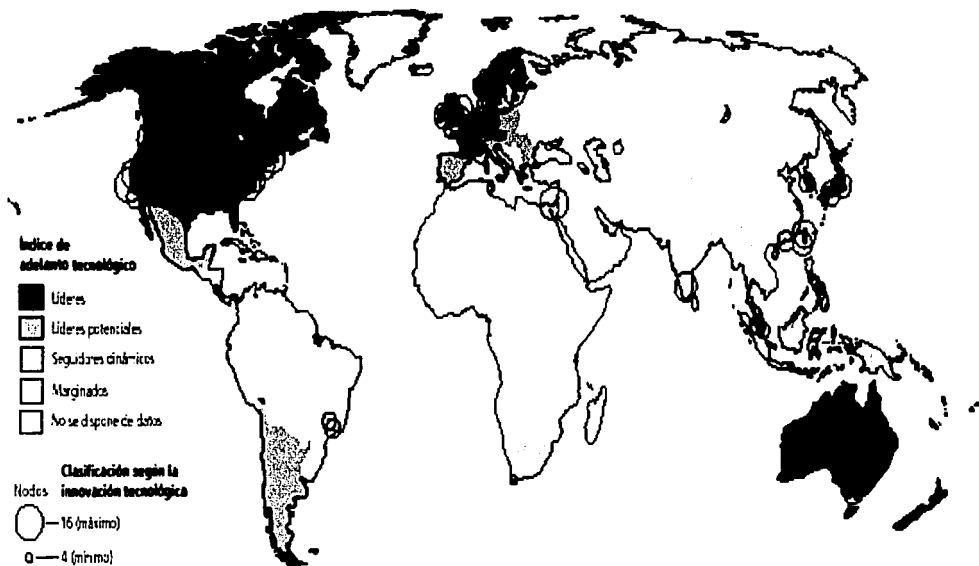 Índice de
adelanto tecnológico
Líderes
Líderes potenciales
Seguidores dinámicos
Marginados
No se dispone de datos
Clasificación según la
Nodos innovación tecnológica
16 (máximo)
4 (mínimo)